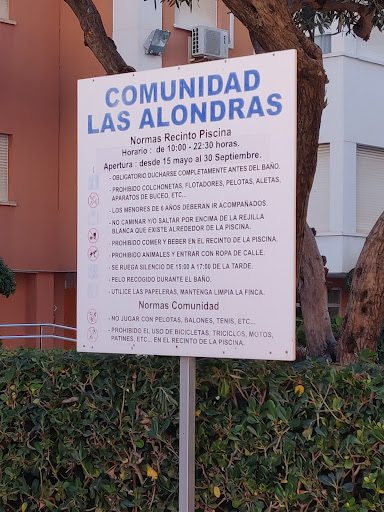 COMUNIDAD
LAS ALONDRAS
Normas Recinto Piscina
Horario : de 10:00 - 22:30 horas.
Apertura : desde 15 mayo al 30 Septiembre.
- OBLIGATORIO DUCHARSE COMPLETAMENTE ANTES DEL BAÑO.
- PROHIBIDO COLCHONETAS, FLOTADORES, PELOTAS, ALETAS,
APARATOS DE BUCEO, ETC...
- LOS MENORES DE 6 AÑOS DEBERAN IR ACOMPAÑADOS.
- NO CAMINAR Y/O SALTAR POR ENCIMA DE LA REJILLA
BLANCA QUE EXISTE ALREDEDOR DE LA PISCINA.
- PROHIBIDO COMER Y BEBER EN EL RECINTO DE LA PISCINA.
- PROHIBIDO ANIMALES Y ENTRAR CON ROPA DE CALLE.
- SE RUEGA SILENCIO DE 15:00 A 17:00 DE LA TARDE.
- PELO RECOGIDO DURANTE EL BAÑO.
- UTILICE LAS PAPELERAS, MANTENGA LIMPIA LA FINCA.
Normas Comunidad
- NO JUGAR CON PELOTAS, BALONES, TENIS, ETC...
- PROHIBIDO EL USO DE BICICLETAS, TRICICLOS, MOTOS,
PATINES, ETC... EN EL RECINTO DE LA PISCINA.